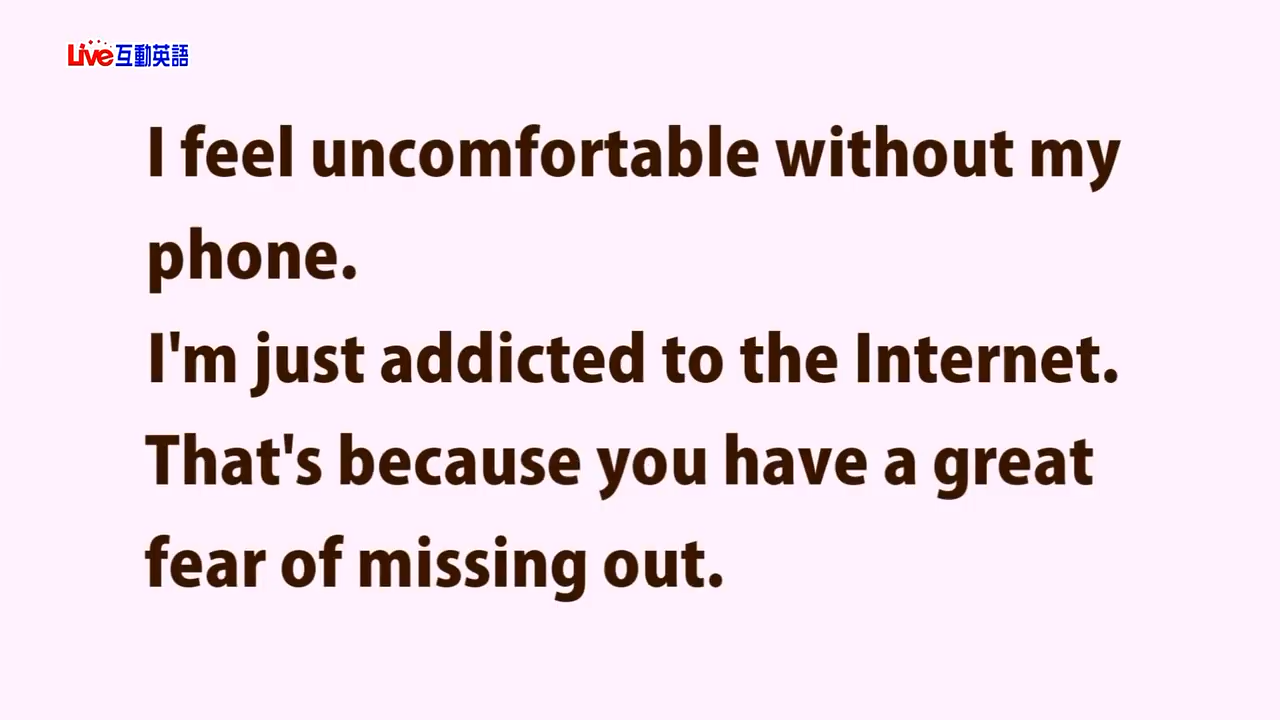 Live互動英語
I feel uncomfortable without my
phone.
I'm just addicted to the Internet.
That's because you have a great
fear of missing out.